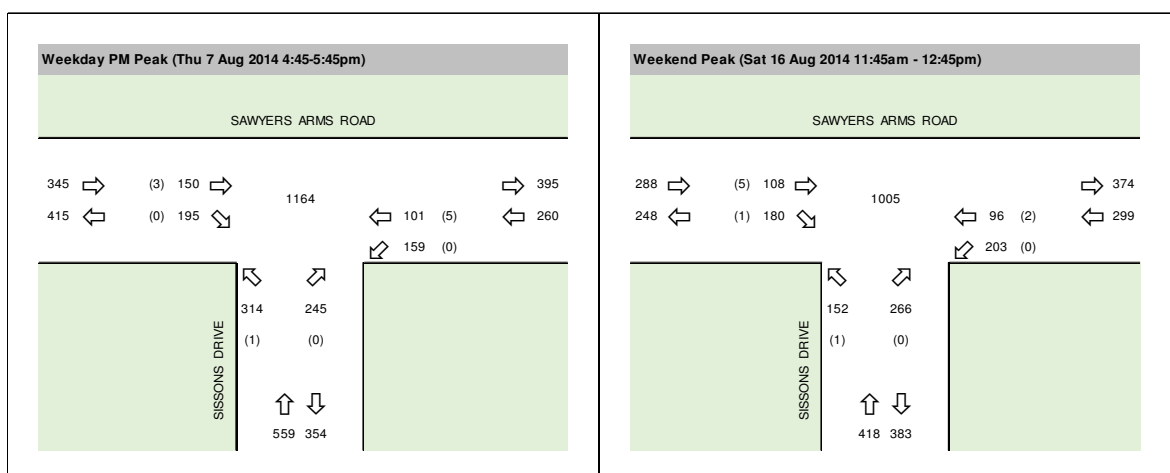 Weekday PM Peak (Thu 7 Aug 2014 4:45-5:45pm)
SAWYERS ARMS ROAD
345 (3) 150 395
1164
415 (0) 195 101 (5) 260
159 (0)
314 245
(1) (0)
SISSONS DRIVE
559 354
Weekend Peak (Sat 16 Aug 2014 11:45am - 12:45pm)
SAWYERS ARMS ROAD
288 (5) 108 374
1005
248 (1) 180 96 (2) 299
203 (0)
152 266
(1) (0)
SISSONS DRIVE
418 383